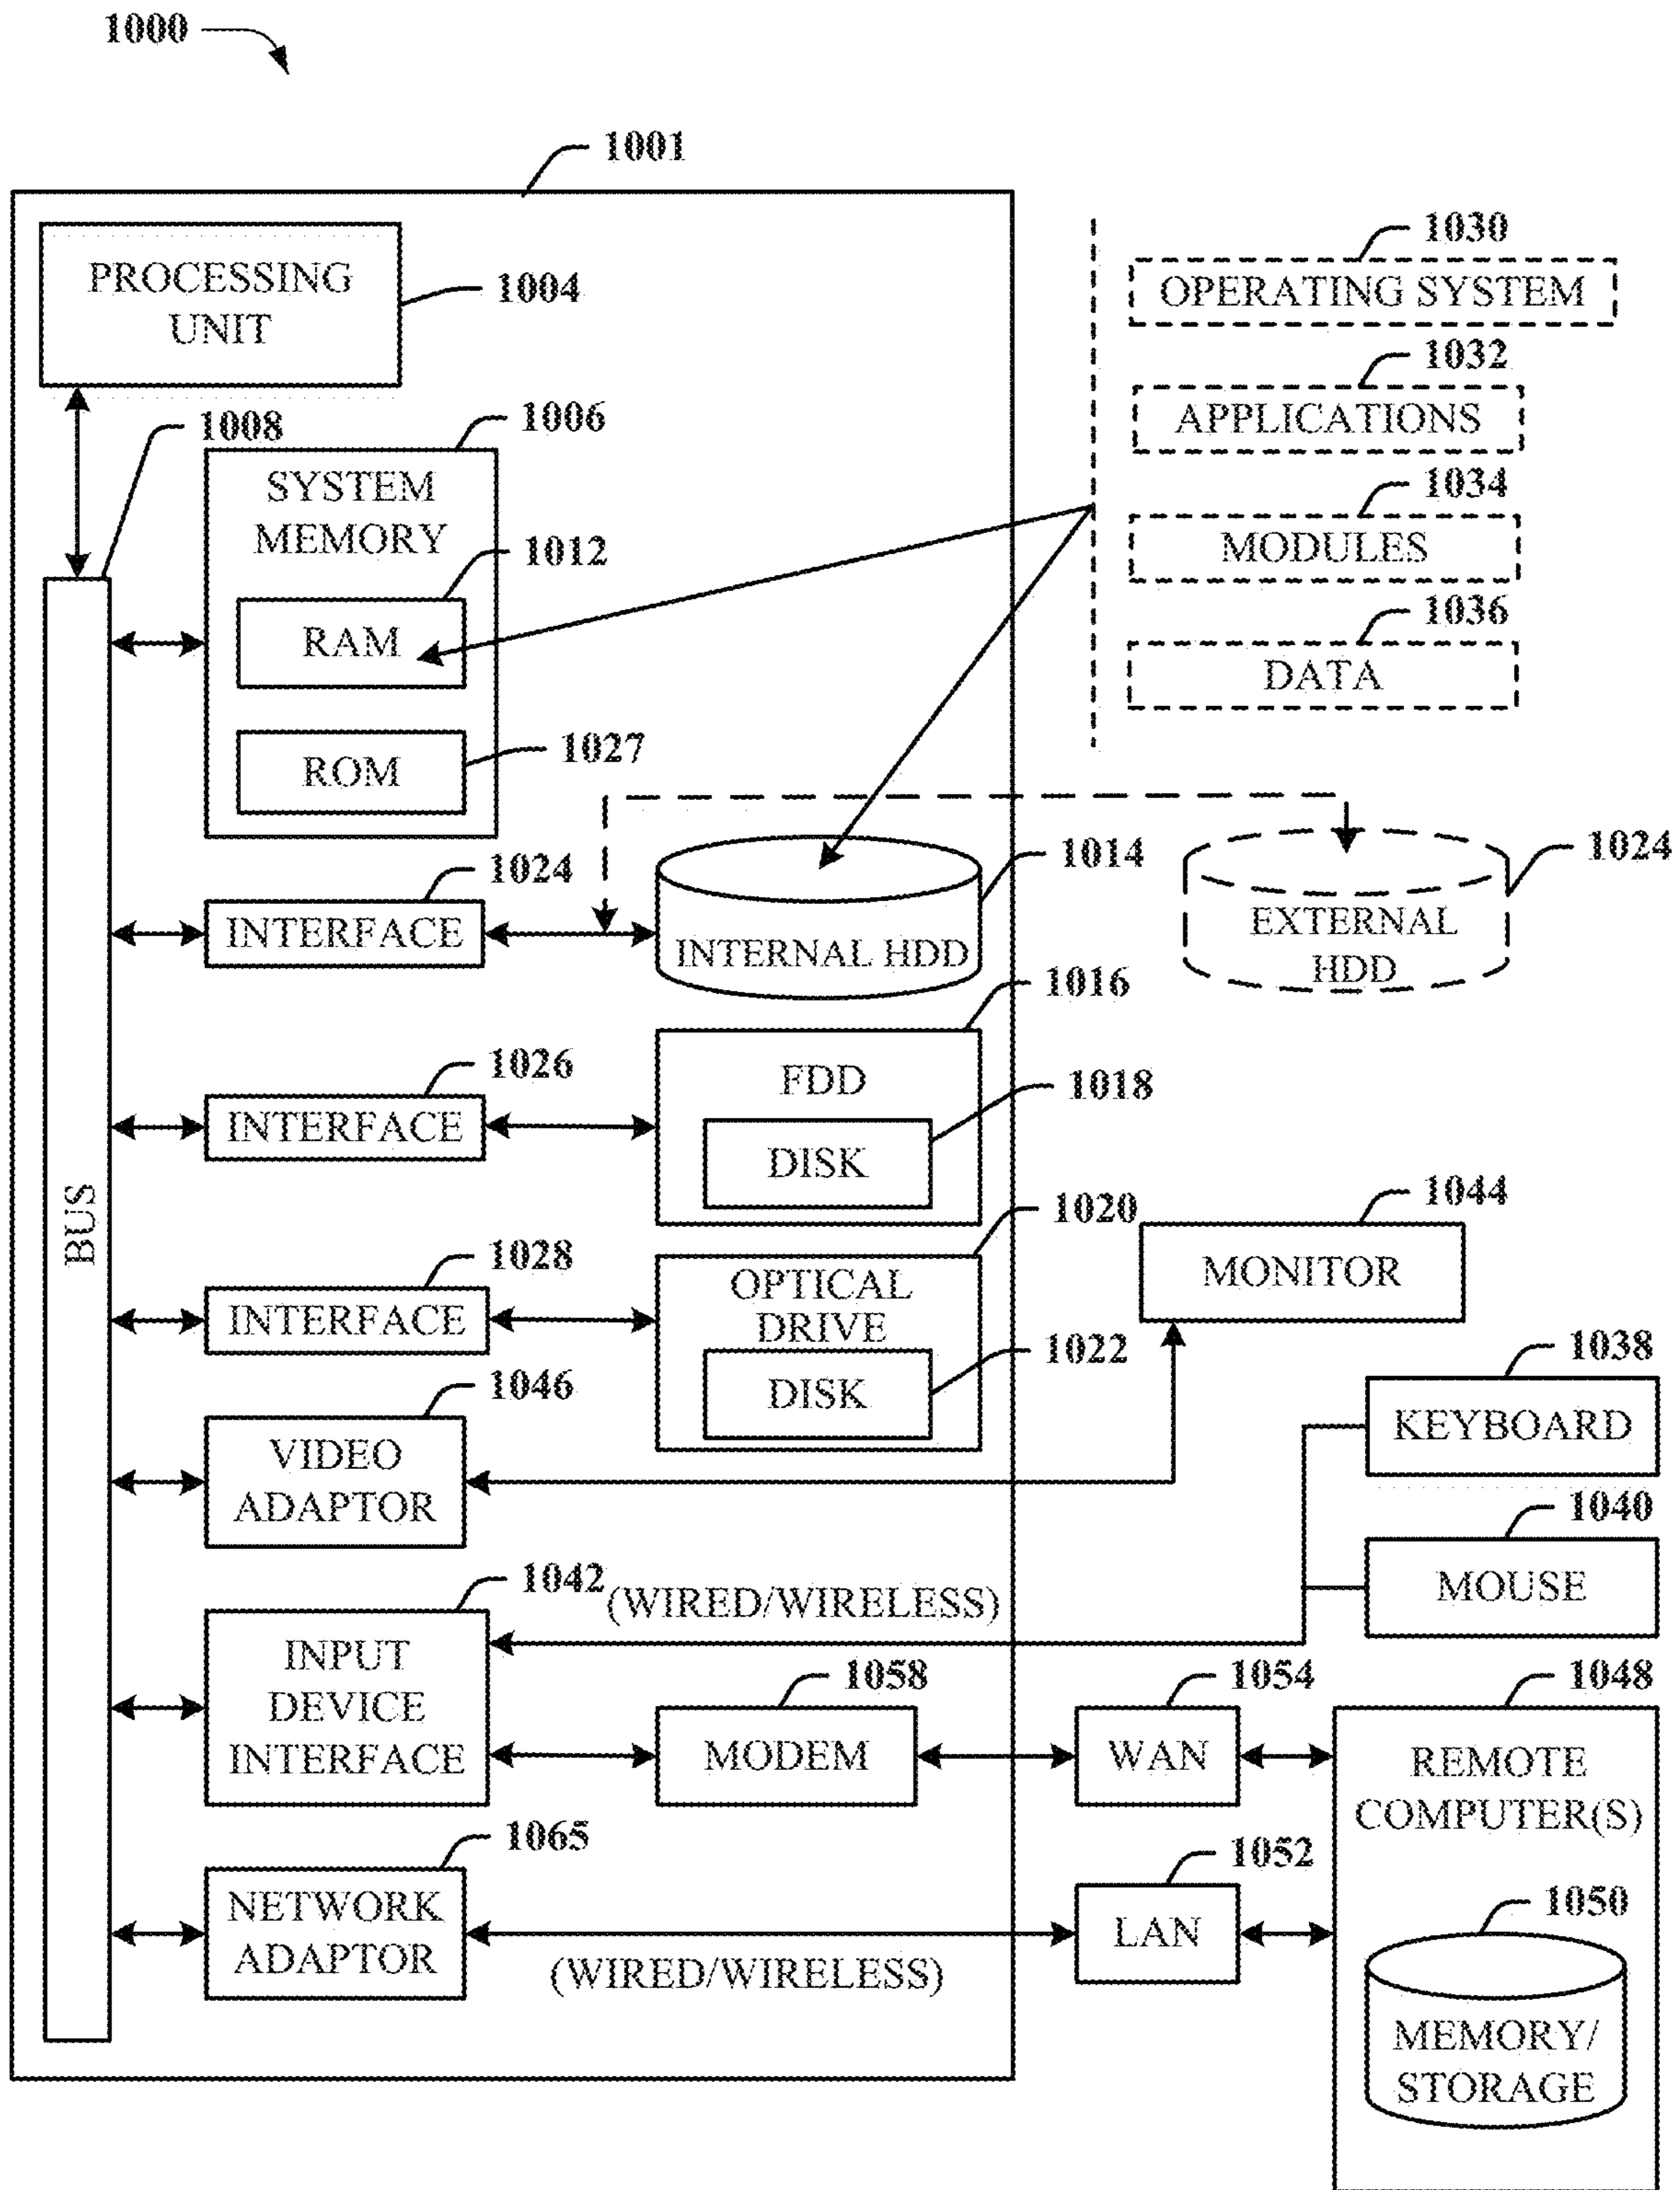 1000
1001
PROCESSING
UNIT
1004
1030
OPERATING SYSTEM
1032
APPLICATIONS
1034
MODULES
1036
DATA
1008
1006
SYSTEM
MEMORY
1012
RAM
1027
ROM
BUS
1024
INTERFACE
1014
INTERNAL HDD
1024
EXTERNAL
HDD
1026
INTERFACE
1016
FDD
1018
DISK
1028
INTERFACE
1020
OPTICAL
DRIVE
1022
DISK
1044
MONITOR
1046
VIDEO
ADAPTOR
1038
KEYBOARD
1040
MOUSE
1042
(WIRED/WIRELESS)
INPUT
DEVICE
INTERFACE
1058
MODEM
1054
WAN
1048
REMOTE
COMPUTER(S)
1065
NETWORK
ADAPTOR
(WIRED/WIRELESS)
1052
LAN
1050
MEMORY/
STORAGE